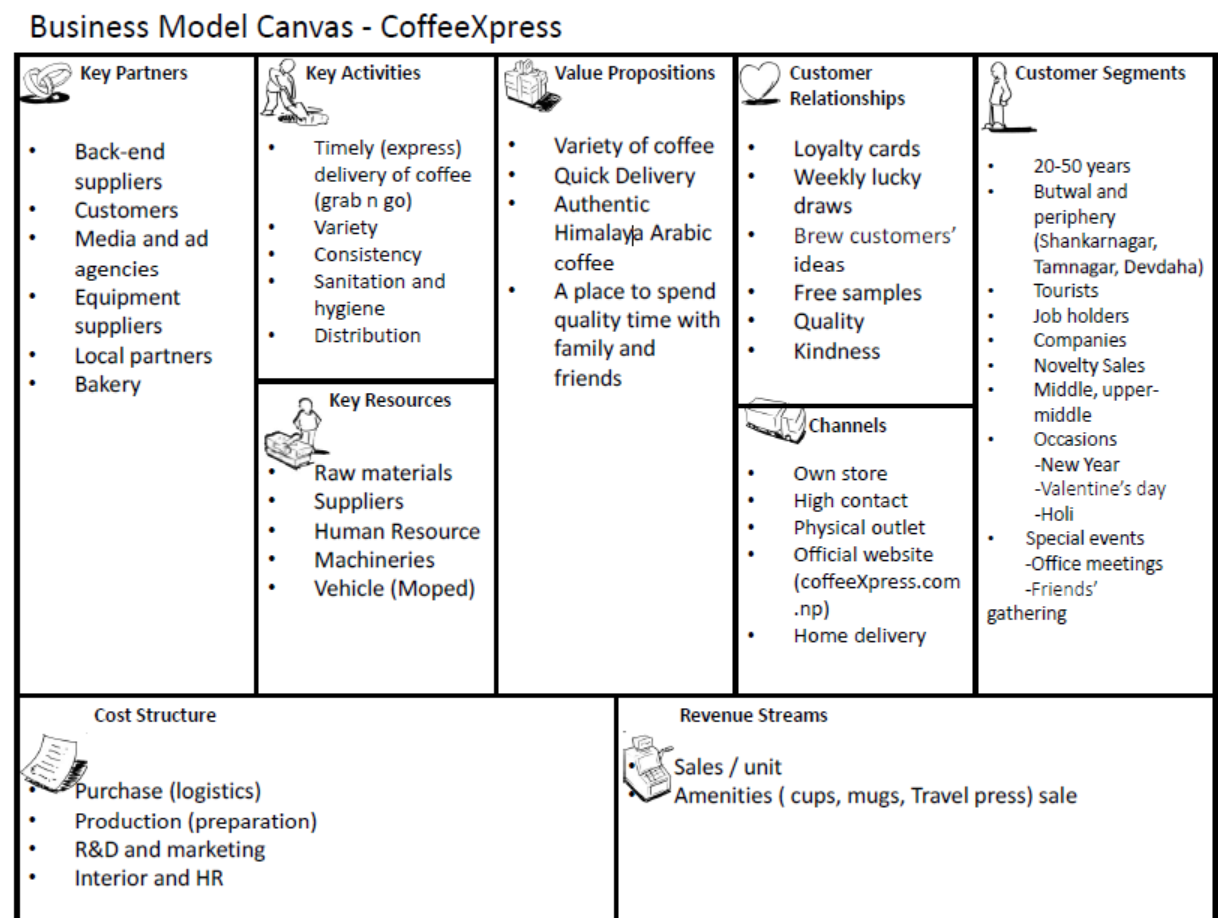 Business Model Canvas - CoffeeXpress
Key Partners
• Back-end
suppliers
• Customers
• Media and ad
agencies
• Equipment
suppliers
• Local partners
• Bakery
Key Activities
• Timely (express)
delivery of coffee
(grab n go)
• Variety
• Consistency
• Sanitation and
hygiene
• Distribution
Key Resources
• Raw materials
• Suppliers
• Human Resource
• Machineries
• Vehicle (Moped)
Value Propositions
• Variety of coffee
• Quick Delivery
• Authentic
Himalaya Arabic
coffee
• A place to spend
quality time with
family and
friends
Customer
Relationships
• Loyalty cards
• Weekly lucky
draws
• Brew customers’
ideas
• Free samples
• Quality
• Kindness
Channels
• Own store
• High contact
• Physical outlet
• Official website
(coffeeXpress.com
.np)
• Home delivery
Customer Segments
• 20-50 years
• Butwal and
periphery
(Shankarnagar,
Tamnagar, Devdaha)
• Tourists
• Job holders
• Companies
• Novelty Sales
• Middle, upper-
middle
• Occasions
-New Year
-Valentine’s day
-Holi
• Special events
-Office meetings
-Friends’
gathering
Cost Structure
• Purchase (logistics)
• Production (preparation)
• R&D and marketing
• Interior and HR
Revenue Streams
• Sales / unit
• Amenities ( cups, mugs, Travel press) sale